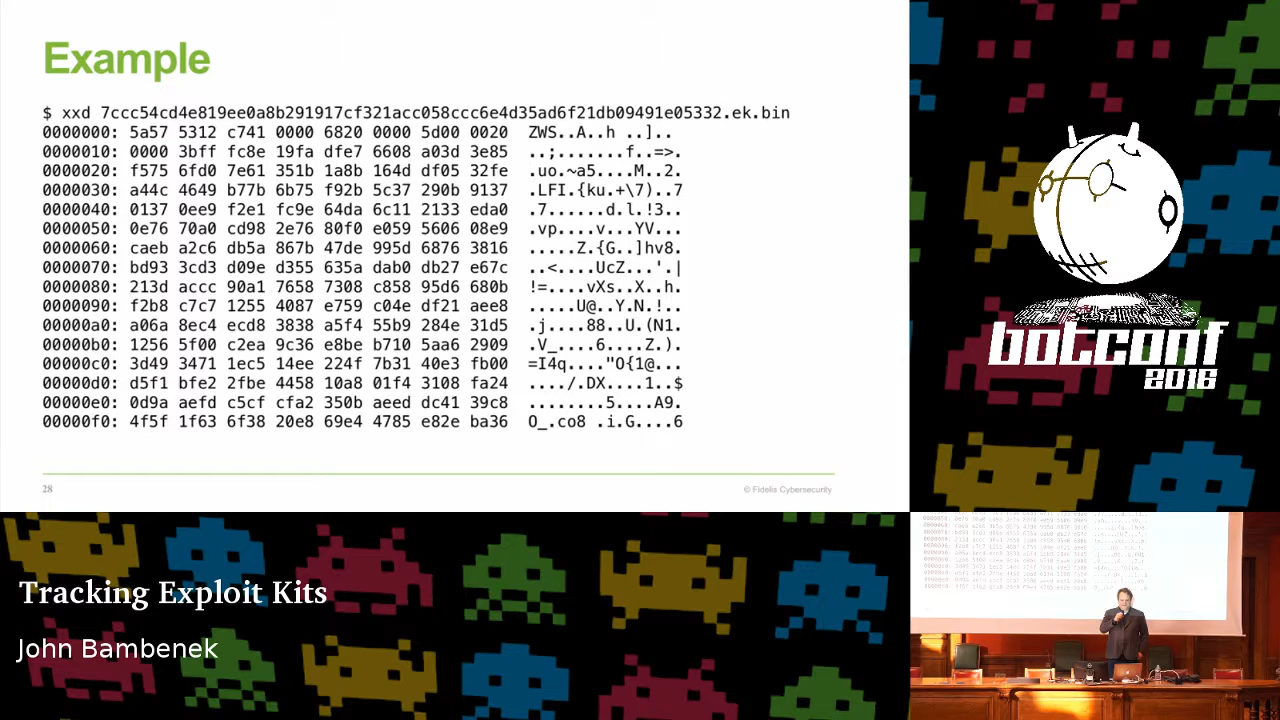 Example
$ xxd 7ccc54cd4e819ee0a8b291917cf321acc058ccc6e4d35ad6f21db09491e05332.ek.bin
0000000: 5a57 5312 c741 0000 6820 0000 5d00 0020 ZWS..A..h ..]..
0000010: 0000 3bff fc8e 19fa dfe7 6608 a03d 3e85 ..;.......f..=>.
0000020: f575 6fd0 7e61 351b 1a8b 164d df05 32fe .uo.~a5....M..2.
0000030: a44c 4649 b77b 6b75 f92b 5c37 290b 9137 .LFI.{ku.+\7)..7
0000040: 0137 0ee9 f2e1 fc9e 64da 6c11 2133 eda0 .7......d.l.!3..
0000050: 0e76 70a0 cd98 2e76 80f0 e059 5606 08e9 .vp....v...YV...
0000060: caeb a2c6 db5a 867b 47de 995d 6876 3816 .....Z.{G..]hv8.
0000070: bd93 3cd3 d09e d355 635a dab0 db27 e67c ..<....UcZ...'.|
0000080: 213d accc 90a1 7658 7308 c858 95d6 680b !=....vXs..X..h.
0000090: f2b8 c7c7 1255 4087 e759 c04e df21 aee8 .....U@..Y.N.!..
00000a0: a06a 8ec4 ecd8 3838 a5f4 55b9 284e 31d5 .j....88..U.(N1.
00000b0: 1256 5f00 c2ea 9c36 e8be b710 5aa6 2909 .V_....6....Z.).
00000c0: 3d49 3471 1ec5 14ee 224f 7b31 40e3 fb00 =I4q...."O{1@...
00000d0: d5f1 bfe2 2fbe 4458 10a8 01f4 3108 fa24 ..../.DX....1..$
00000e0: 0d9a aefd c5cf cfa2 350b aeed dc41 39c8 ........5....A9.
00000f0: 4f5f 1f63 6f38 20e8 69e4 4785 e82e ba36 O_.co8 .i.G....6
28
© Fidelis Cybersecurity
botconf
2016
Tracking Exploit Kits
John Bambenek